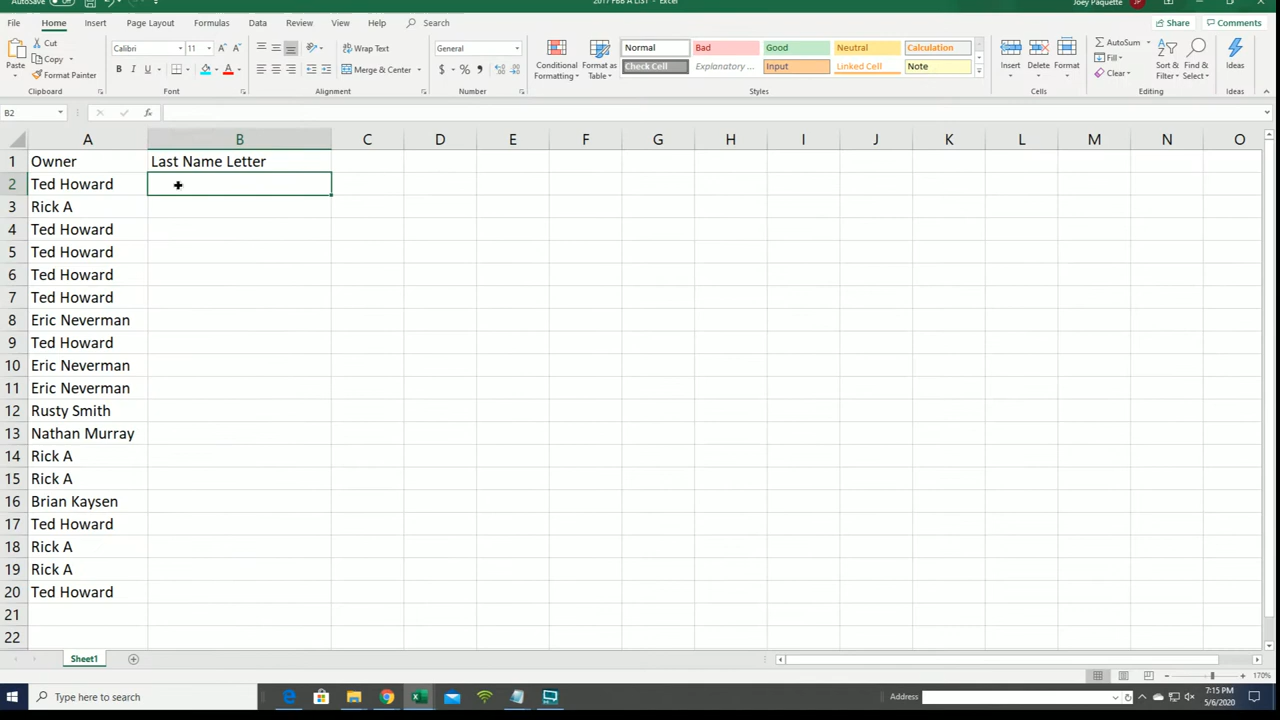 AutoSave Off
2017 FBB A LIST - Excel
Joey Paquette JP
File Home Insert Page Layout Formulas Data Review View Help Search Share Comments
Paste Cut Copy Format Painter
Calibri 11
B I U A A
Wrap Text
Merge & Center
General
$ % ,
Conditional Formatting
Format as Table
Normal Bad Good Neutral Calculation
Check Cell Explanatory ... Input Linked Cell Note
Insert Delete Format
AutoSum
Fill
Clear
Sort & Filter
Find & Select
Ideas
Clipboard Font Alignment Number Styles Cells Editing Ideas
B2 fx
A B C D E F G H I J K L M N O
1 Owner Last Name Letter
2 Ted Howard
3 Rick A
4 Ted Howard
5 Ted Howard
6 Ted Howard
7 Ted Howard
8 Eric Neverman
9 Ted Howard
10 Eric Neverman
11 Eric Neverman
12 Rusty Smith
13 Nathan Murray
14 Rick A
15 Rick A
16 Brian Kaysen
17 Ted Howard
18 Rick A
19 Rick A
20 Ted Howard
21
22
Sheet1
170%
Type here to search
Address
7:15 PM
5/6/2020